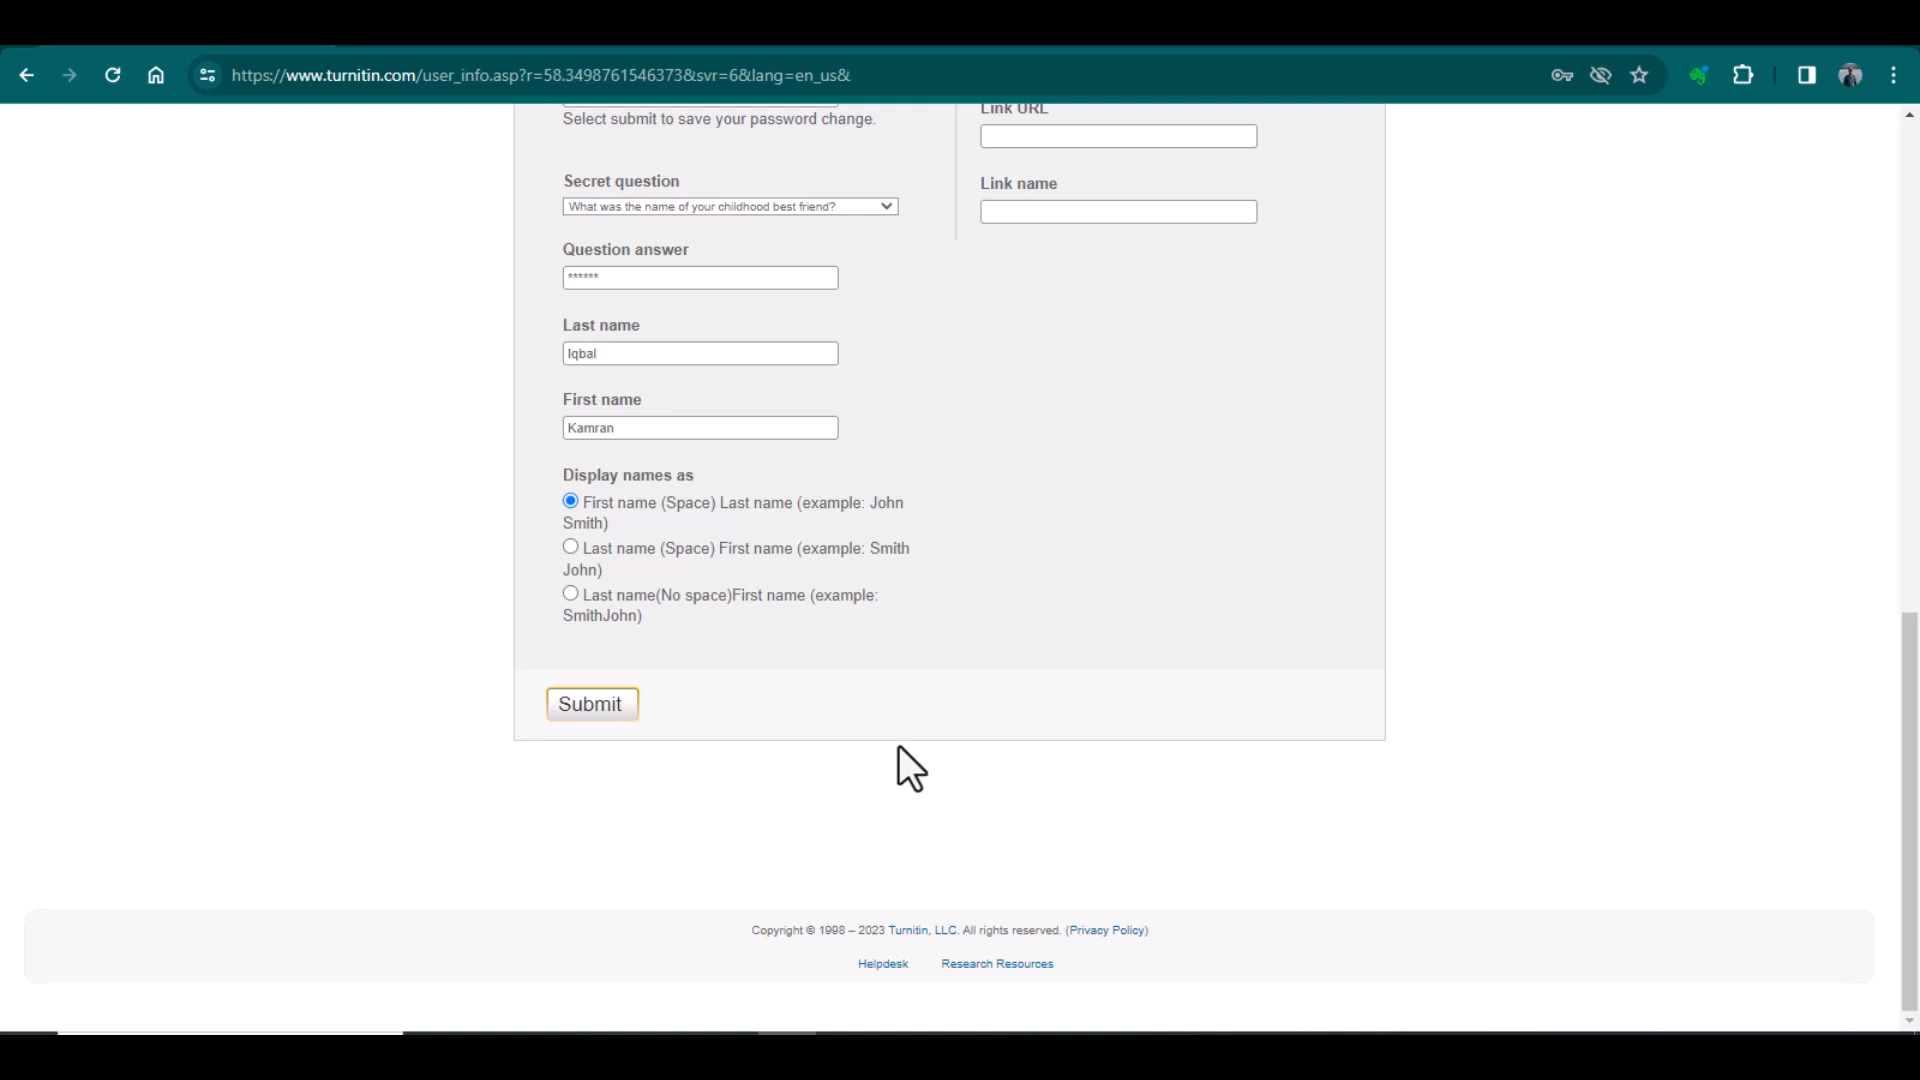 https://www.turnitin.com/user_info.asp?r=58.3498761546373&svr=6&lang=en_us&
Select submit to save your password change.
Secret question
What was the name of your childhood best friend?
Question answer
******
Last name
Iqbal
First name
Kamran
Display names as
First name (Space) Last name (example: John
Smith)
Last name (Space) First name (example: Smith
John)
Last name(No space)First name (example:
SmithJohn)
Link URL
Link name
Submit
Copyright © 1998 – 2023 Turnitin, LLC. All rights reserved. (Privacy Policy)
Helpdesk Research Resources